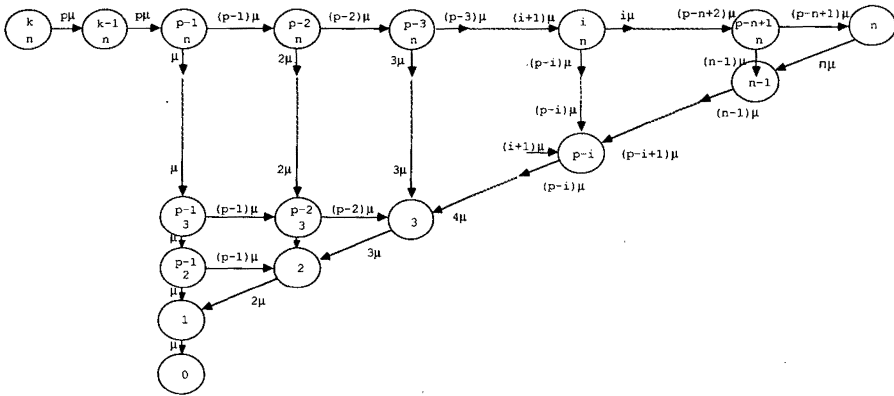 k pμ k-1 pμ p-1 (p-1)μ p-2 (p-2)μ p-3 (p-3)μ (i+1)μ i iμ (p-n+2)μ p-n+1 (p-n+1)μ n
n n n n n n n
μ 2μ 3μ (p-i)μ (n-1)μ nμ
n-1
(p-i)μ (n-1)μ
(i+1)μ p-i (p-i+1)μ
μ 2μ 3μ (p-i)μ
p-1 (p-1)μ p-2 (p-2)μ 3 4μ
3 3
μ 3μ
p-1 (p-1)μ 2
2
μ 2μ
1
μ
0